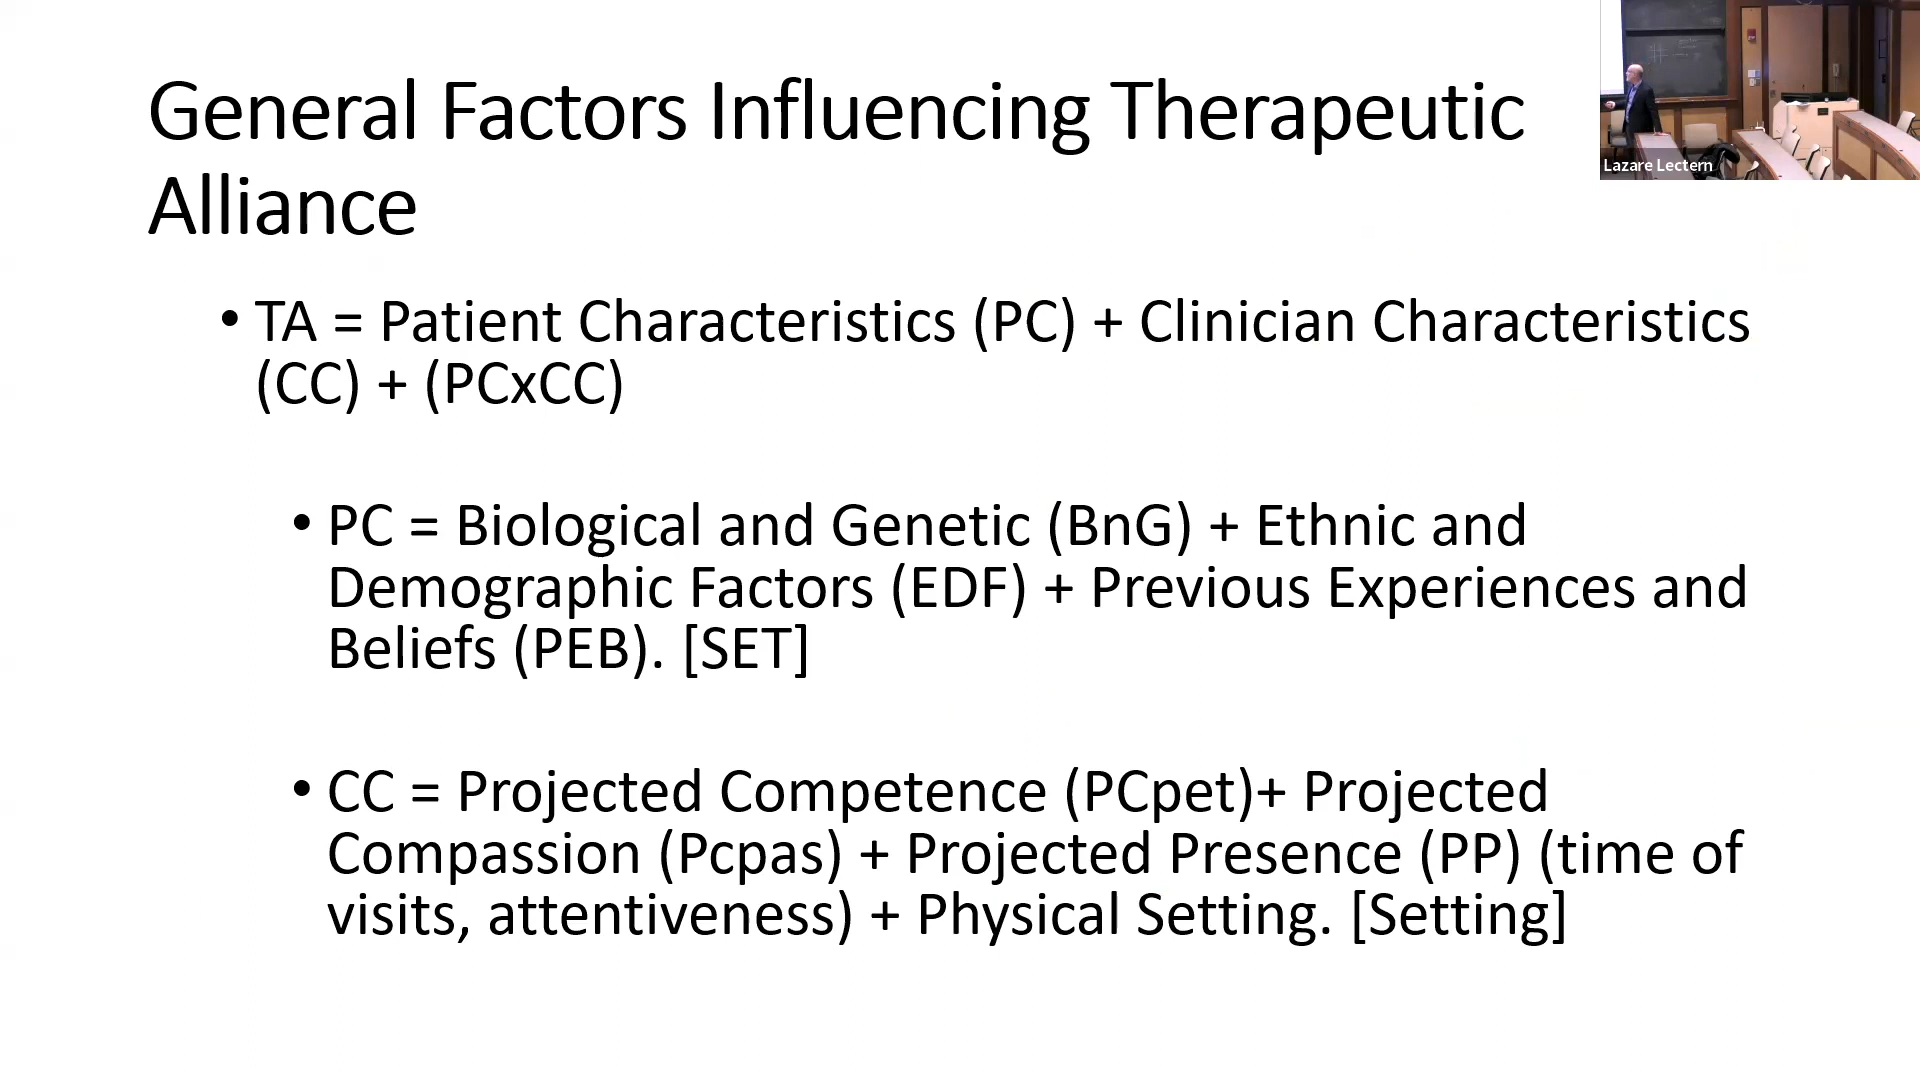 General Factors Influencing Therapeutic
Alliance
Lazare Lectern
• TA = Patient Characteristics (PC) + Clinician Characteristics
(CC) + (PCxCC)
• PC = Biological and Genetic (BnG) + Ethnic and
Demographic Factors (EDF) + Previous Experiences and
Beliefs (PEB). [SET]
• CC = Projected Competence (PCpet)+ Projected
Compassion (Pcpas) + Projected Presence (PP) (time of
visits, attentiveness) + Physical Setting. [Setting]